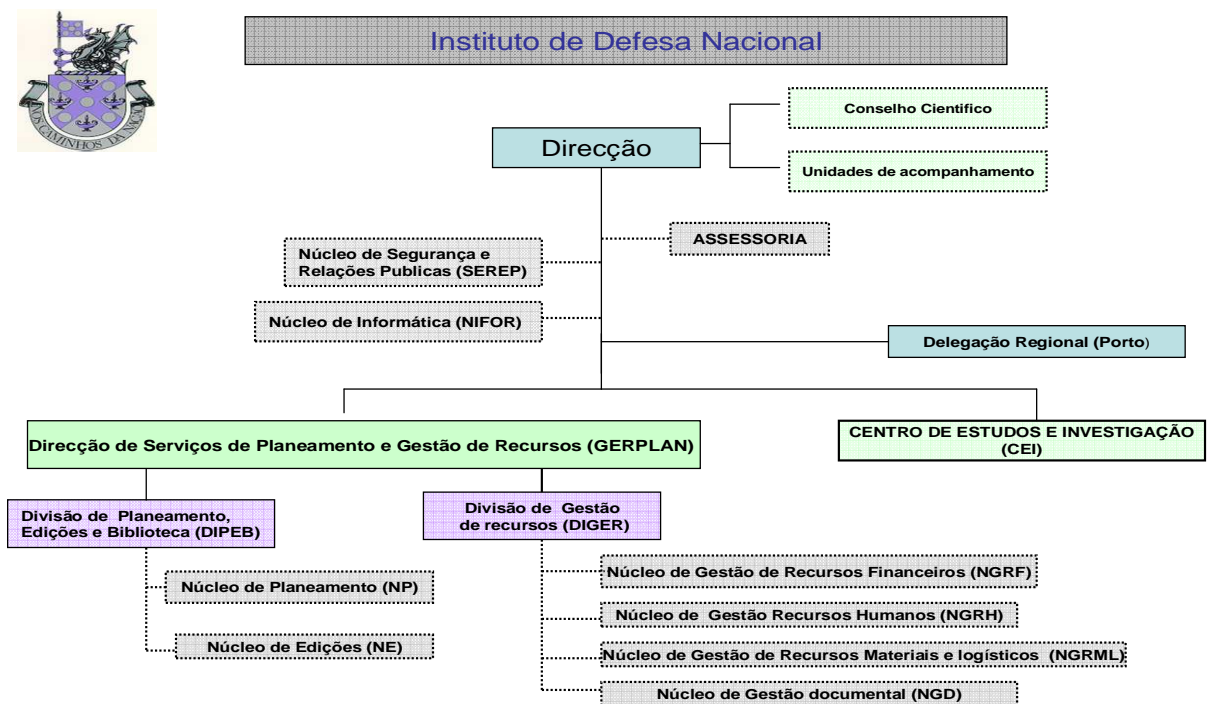 Instituto de Defesa Nacional
NOS CAMINHOS DA NAÇÃO
Conselho Cientifico
Direcção
Unidades de acompanhamento
ASSESSORIA
Núcleo de Segurança e
Relações Publicas (SEREP)
Núcleo de Informática (NIFOR)
Delegação Regional (Porto)
Direcção de Serviços de Planeamento e Gestão de Recursos (GERPLAN)
CENTRO DE ESTUDOS E INVESTIGAÇÃO
(CEI)
Divisão de Planeamento,
Edições e Biblioteca (DIPEB)
Divisão de Gestão
de recursos (DIGER)
Núcleo de Planeamento (NP)
Núcleo de Edições (NE)
Núcleo de Gestão de Recursos Financeiros (NGRF)
Núcleo de Gestão Recursos Humanos (NGRH)
Núcleo de Gestão de Recursos Materiais e logísticos (NGRML)
Núcleo de Gestão documental (NGD)